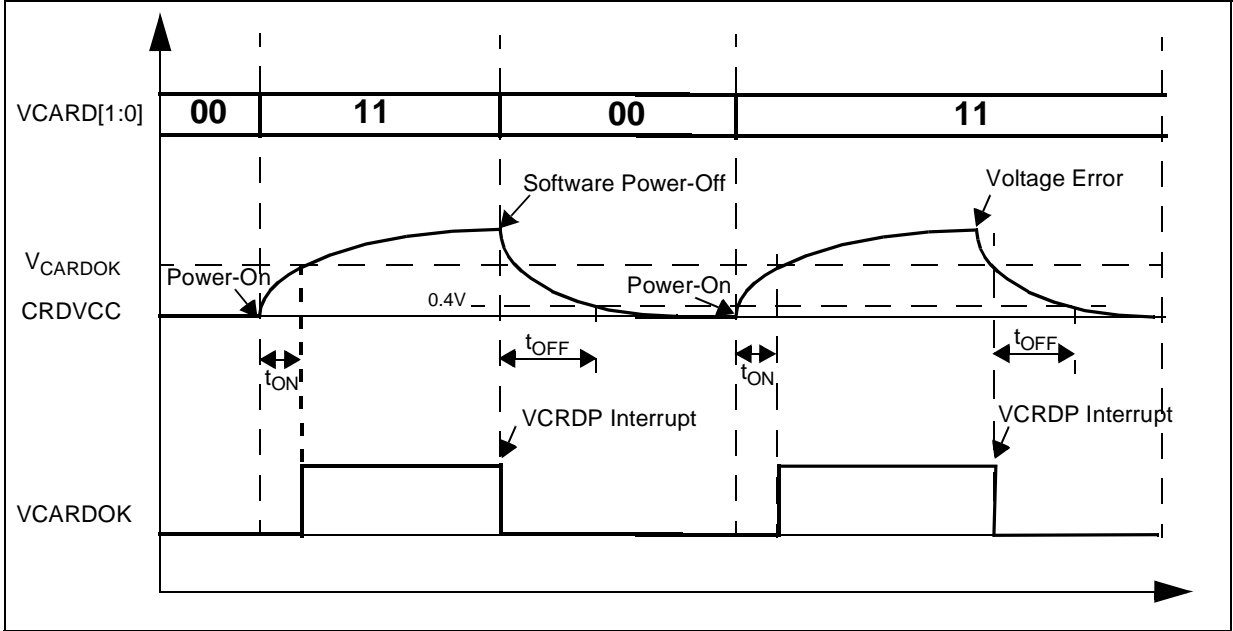 VCARD[1:0] 00 11 00 11
Software Power-Off Voltage Error
VCARDOK Power-On Power-On
CRDVCC 0.4V
tON tOFF tON tOFF
VCRDP Interrupt VCRDP Interrupt
VCARDOK